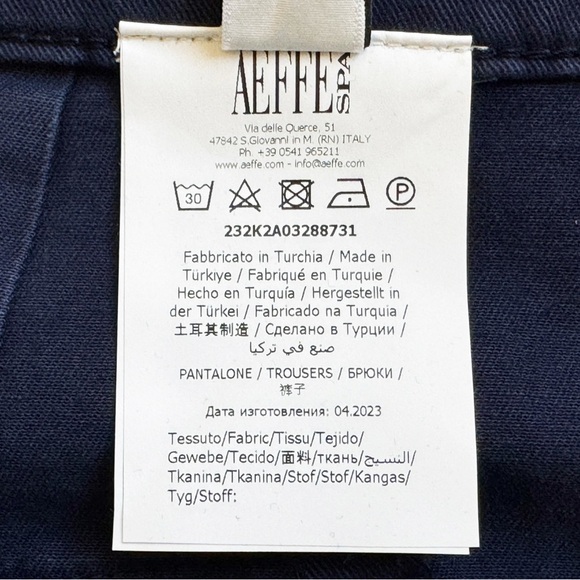 AEFFE SPA
Via delle Querce, 51
47842 S.Giovanni in M. (RN) ITALY
Ph. +39 0541 965211
www.aeffe.com - info@aeffe.com
30 P
232K2A03288731
Fabbricato in Turchia / Made in
Türkiye / Fabriqué en Turquie /
Hecho en Turquía / Hergestellt in
der Türkei / Fabricado na Turquia /
土耳其制造 / Сделано в Турции /
صنع في تركيا
PANTALONE / TROUSERS / БРЮКИ /
裤子
Дата изготовления: 04.2023
Tessuto/Fabric/Tissu/Tejido/
Gewebe/Tecido/面料/ткань/النسيح/
Tkanina/Tkanina/Stof/Stof/Kangas/
Tyg/Stoff: